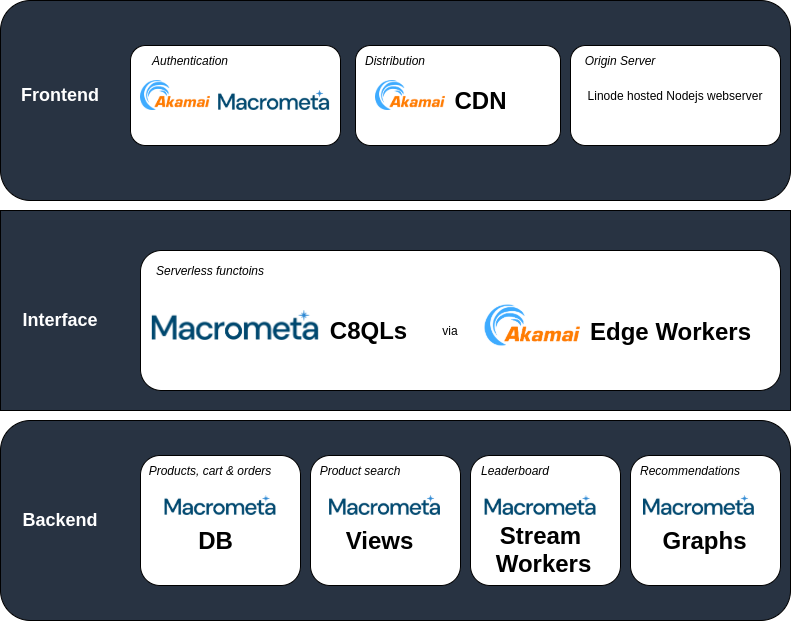 Frontend
Authentication
Akamai Macrometa
Distribution
Akamai CDN
Origin Server
Linode hosted Nodejs webserver
Interface
Serverless functoins
Macrometa C8QLs via Akamai Edge Workers
Backend
Products, cart & orders
Macrometa
DB
Product search
Macrometa
Views
Leaderboard
Macrometa
Stream
Workers
Recommendations
Macrometa
Graphs